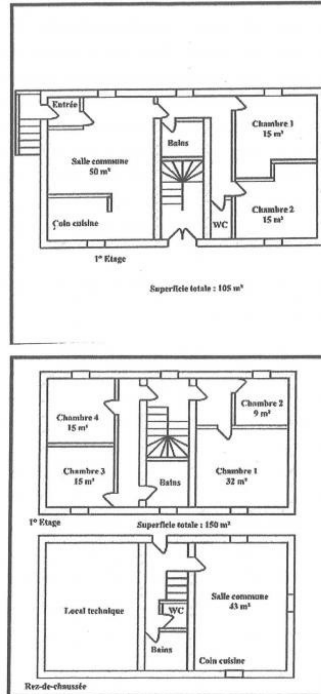 Entrée
Chambre 1
15 m²
Bains
Salle commune
50 m²
Chambre 2
15 m²
Coin cuisine
WC
1º Etage
Superficie totale : 105 m²
Chambre 2
9 m²
Chambre 4
15 m²
Chambre 3
15 m²
Chambre 1
32 m²
Bains
1º Etage
Superficie totale : 150 m²
Local technique
Salle commune
43 m²
WC
Bains
Coin cuisine
Rez-de-chaussée